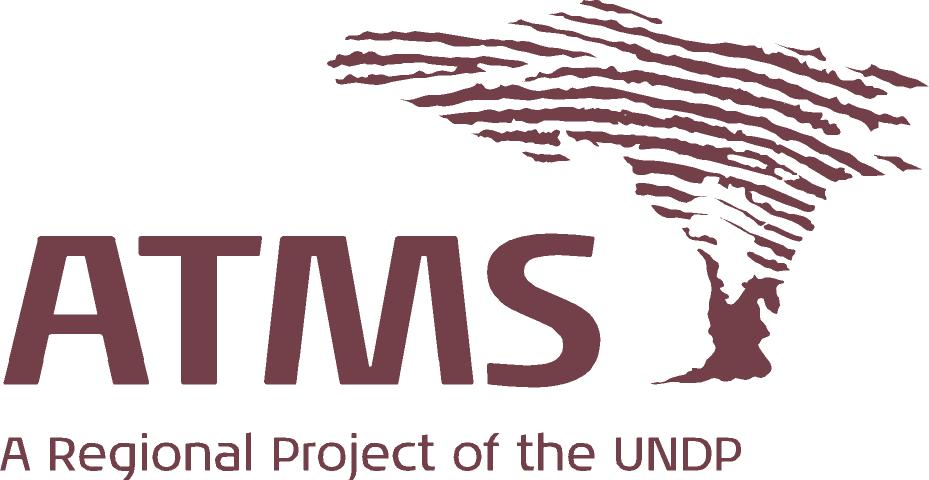 ATMS
A Regional Project of the UNDP